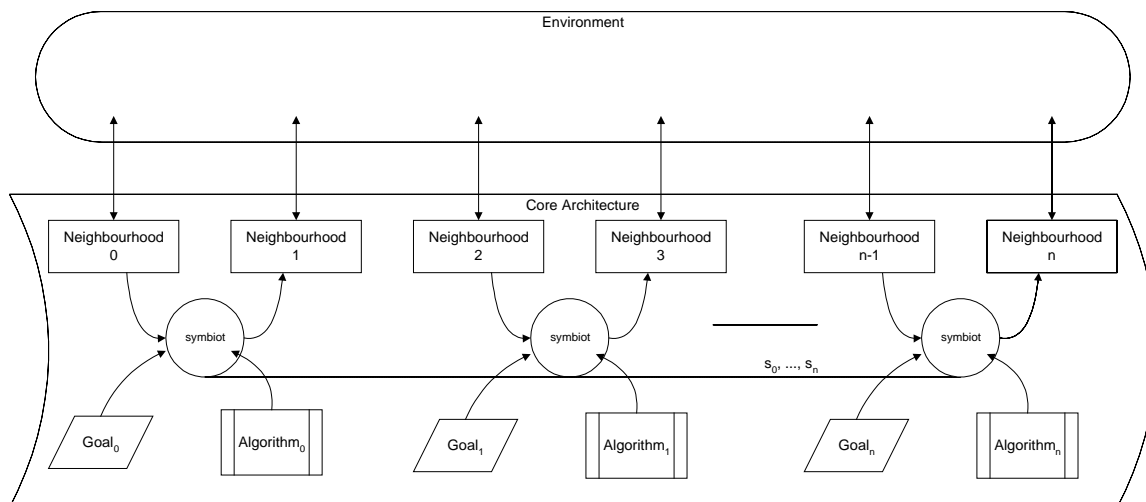 Environment
Core Architecture
Neighbourhood
0
Neighbourhood
1
Neighbourhood
2
Neighbourhood
3
Neighbourhood
n-1
Neighbourhood
n
symbiot
symbiot
symbiot
s₀, ..., sₙ
Goal₀
Algorithm₀
Goal₁
Algorithm₁
Goalₙ
Algorithmₙ